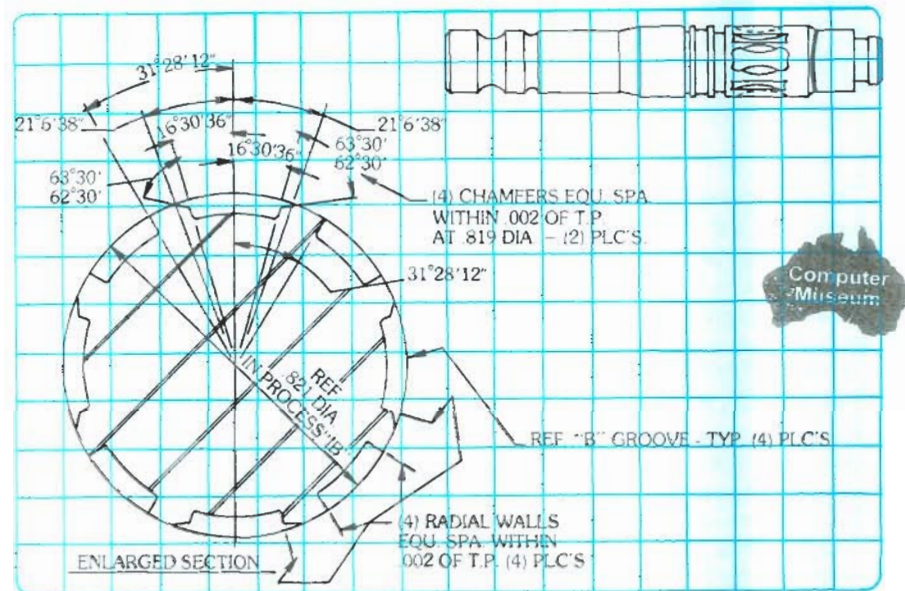 31°28'12"
21°6'38"
16°30'36"
16°30'36"
21°6'38"
63°30'
62°30'
63°30'
62°30'
(4) CHAMFERS EQU. SPA.
WITHIN .002 OF T.P.
AT .819 DIA - (2) PLC'S.
31°28'12"
Computer
Museum
REF
.821 DIA
IN PROCESS "B"
REF. "B" GROOVE - TYP. (4) PLC'S
(4) RADIAL WALLS
EQU. SPA. WITHIN
.002 OF T.P. (4) PLC'S
ENLARGED SECTION